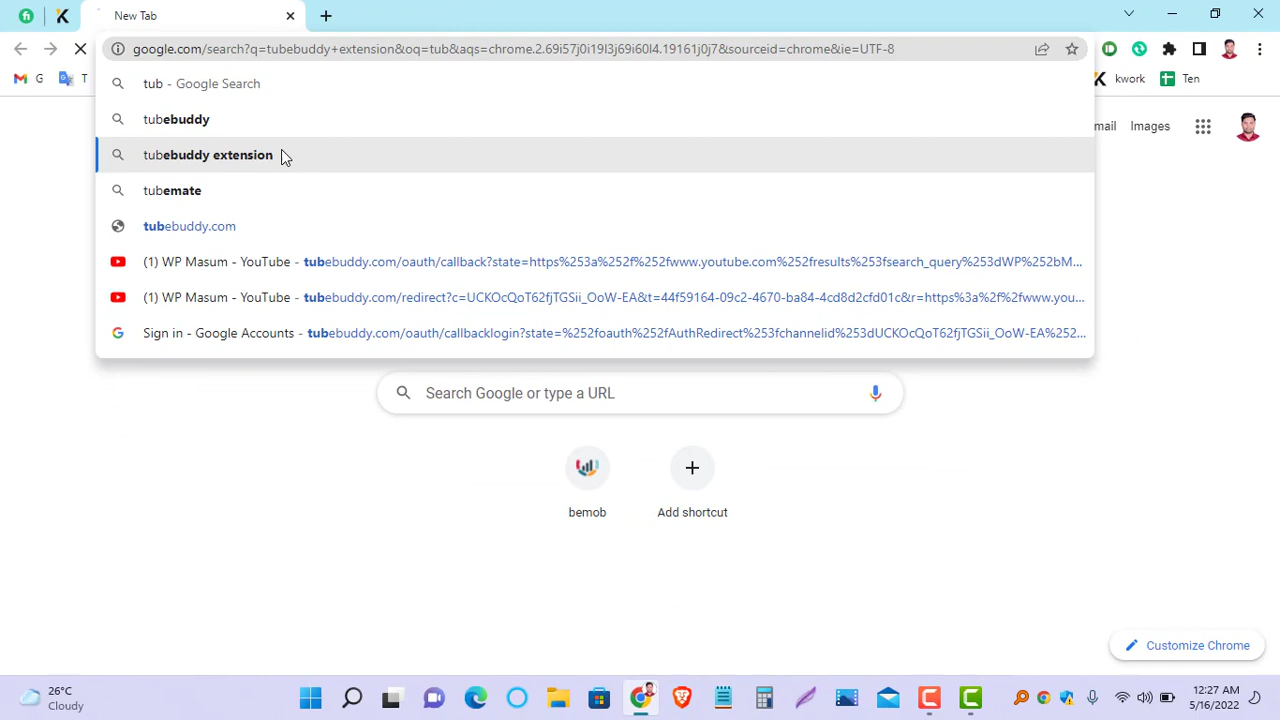 New Tab
google.com/search?q=tubebuddy+extension&oq=tub&aqs=chrome.2.69i57j0i19l3j69i60l4.19161j0j7&sourceid=chrome&ie=UTF-8
tub - Google Search
G
T
kwork
Ten
tubebuddy
mail
Images
tubebuddy extension
tubemate
tubebuddy.com
(1) WP Masum - YouTube - tubebuddy.com/oauth/callback?state=https%253a%252f%252fwww.youtube.com%252fresults%253fsearch_query%253dWP%252bM...
(1) WP Masum - YouTube - tubebuddy.com/redirect?c=UCKOcQoT62fjTGSii_OoW-EA&t=44f59164-09c2-4670-ba84-4cd8d2cfd01c&r=https%3a%2f%2fwww.you...
Sign in - Google Accounts - tubebuddy.com/oauth/callbacklogin?state=%252foauth%252fAuthRedirect%253fchannelid%253dUCKOcQoT62fjTGSii_OoW-EA%252...
Search Google or type a URL
bemob
Add shortcut
Customize Chrome
26°C
Cloudy
12:27 AM
5/16/2022